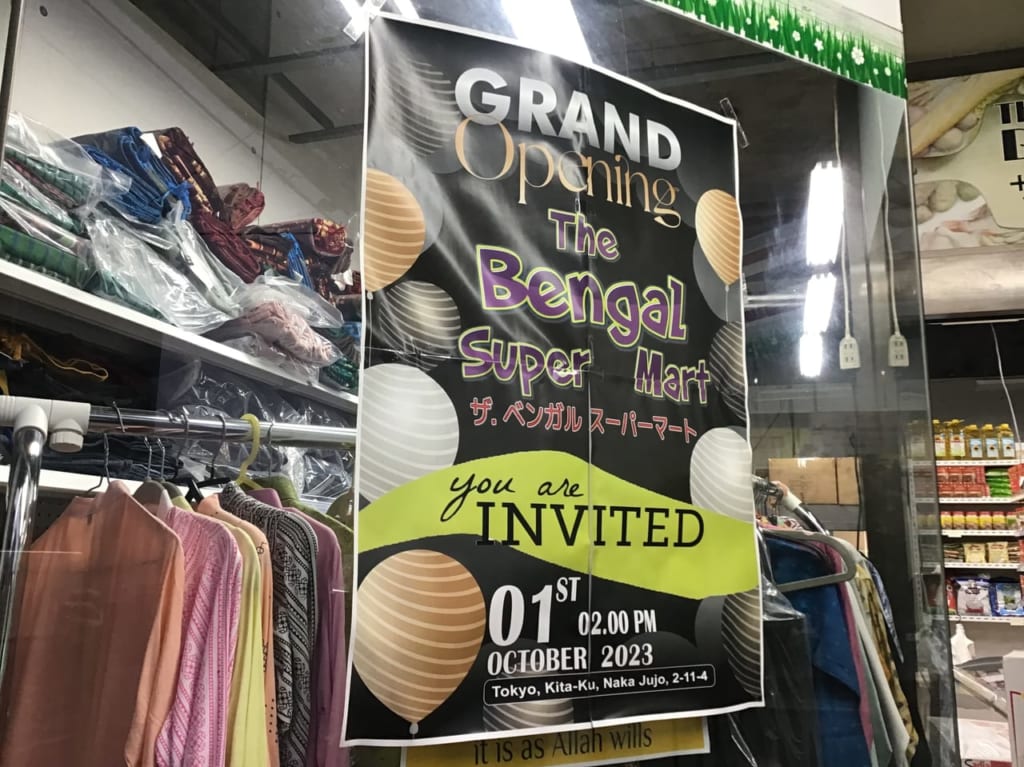 GRAND
Opening
The
Bengal
Super Mart
ザ. ベンガル スーパーマート
you are
INVITED
01ST 02.00 PM
OCTOBER 2023
Tokyo, Kita-Ku, Naka Jujo, 2-11-4
it is as Allah wills